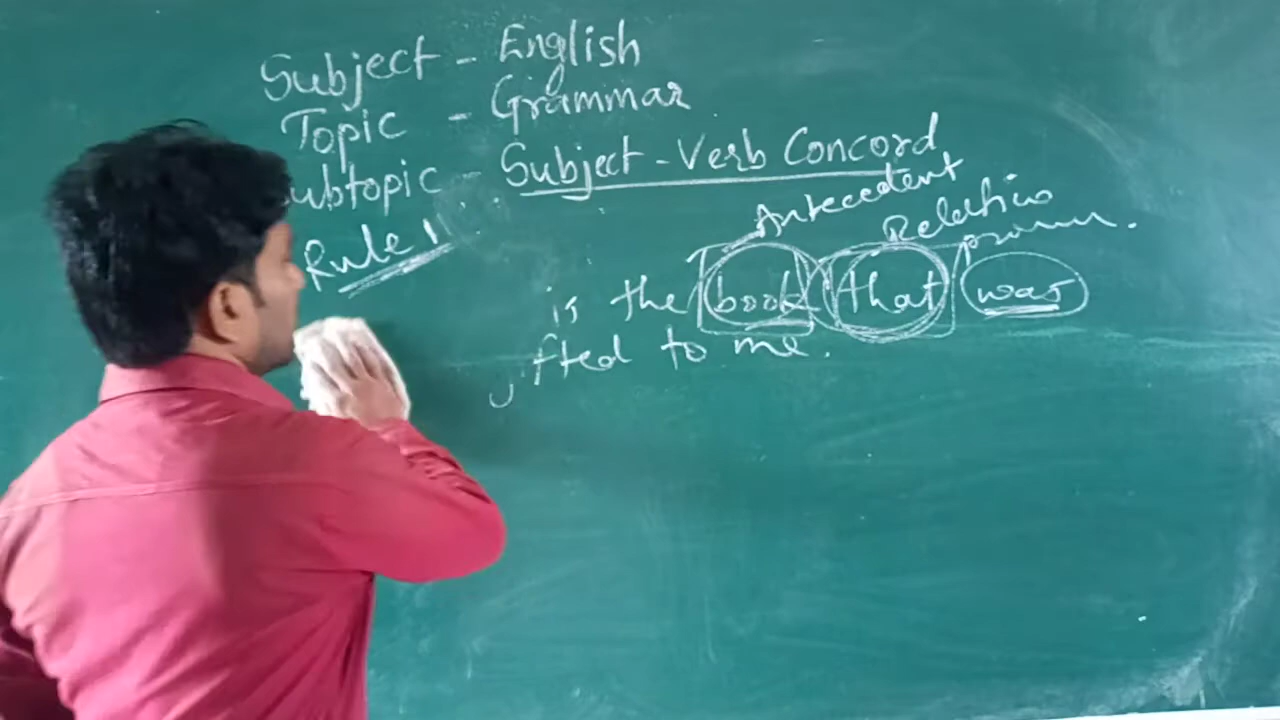 Subject - English
Topic - Grammar
ubtopic - Subject-Verb Concord
Rule 11
Antecedent
Relative pronoun.
is the book that was
fted to me.